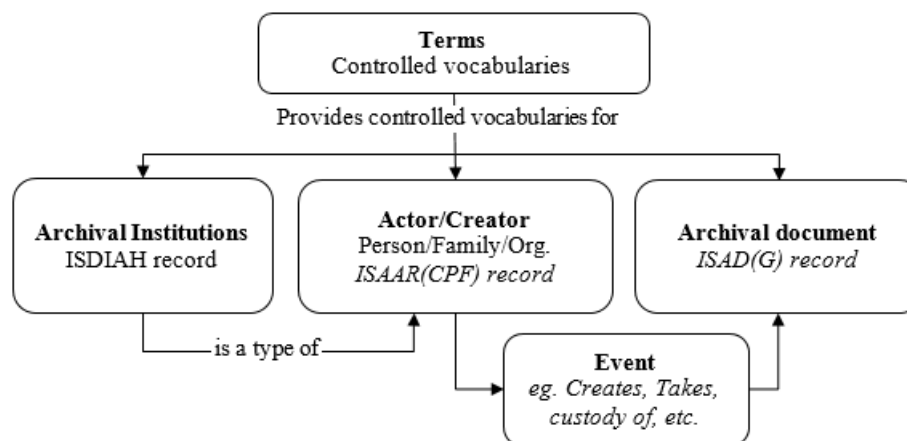 Terms
Controlled vocabularies
Provides controlled vocabularies for
Archival Institutions
ISDIAH record
Actor/Creator
Person/Family/Org.
ISAAR(CPF) record
Archival document
ISAD(G) record
is a type of
Event
eg. Creates, Takes,
custody of, etc.